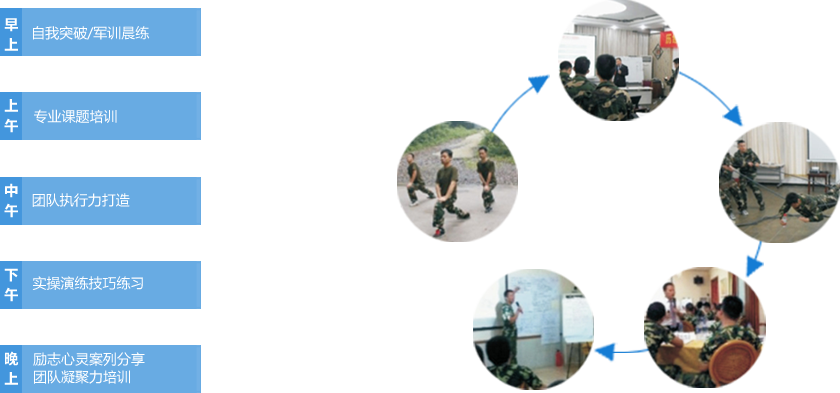 早上
自我突破/军训晨练
上午
专业课题培训
中午
团队执行力打造
下午
实操演练技巧练习
晚上
励志心灵案列分享
团队凝聚力培训